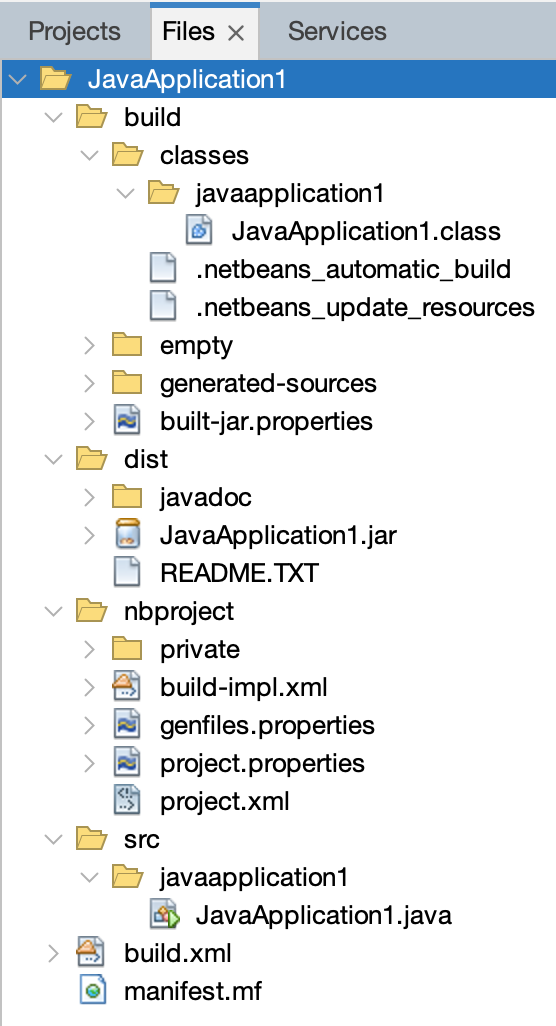 Projects Files Services
JavaApplication1
build
classes
javaapplication1
JavaApplication1.class
.netbeans_automatic_build
.netbeans_update_resources
empty
generated-sources
built-jar.properties
dist
javadoc
JavaApplication1.jar
README.TXT
nbproject
private
build-impl.xml
genfiles.properties
project.properties
project.xml
src
javaapplication1
JavaApplication1.java
build.xml
manifest.mf